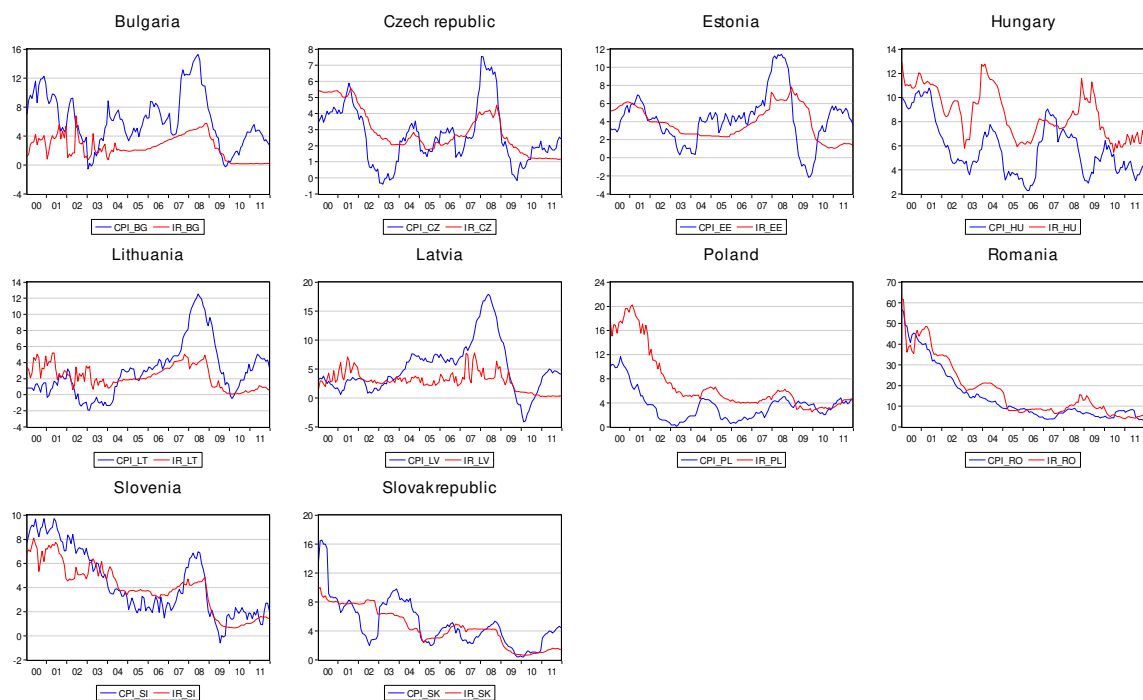 Bulgaria
16
12
8
4
0
-4
00 01 02 03 04 05 06 07 08 09 10 11
CPI_BG IR_BG
Czech republic
8
7
6
5
4
3
2
1
0
-1
00 01 02 03 04 05 06 07 08 09 10 11
CPI_CZ IR_CZ
Estonia
12
10
8
6
4
2
0
-2
-4
00 01 02 03 04 05 06 07 08 09 10 11
CPI_EE IR_EE
Hungary
14
12
10
8
6
4
2
00 01 02 03 04 05 06 07 08 09 10 11
CPI_HU IR_HU
Lithuania
14
12
10
8
6
4
2
0
-2
-4
00 01 02 03 04 05 06 07 08 09 10 11
CPI_LT IR_LT
Latvia
20
15
10
5
0
-5
00 01 02 03 04 05 06 07 08 09 10 11
CPI_LV IR_LV
Poland
24
20
16
12
8
4
0
00 01 02 03 04 05 06 07 08 09 10 11
CPI_PL IR_PL
Romania
70
60
50
40
30
20
10
0
00 01 02 03 04 05 06 07 08 09 10 11
CPI_RO IR_RO
Slovenia
10
8
6
4
2
0
-2
00 01 02 03 04 05 06 07 08 09 10 11
CPI_SI IR_SI
Slovakrepublic
20
16
12
8
4
0
00 01 02 03 04 05 06 07 08 09 10 11
CPI_SK IR_SK